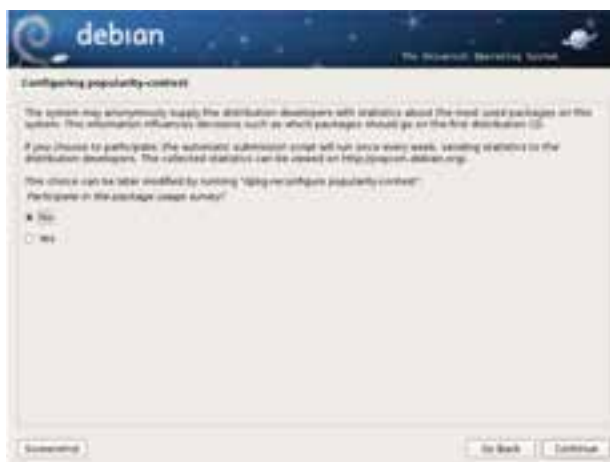 debian
The Universal Operating System
Configuring popularity-contest
The system may anonymously supply the distribution developers with statistics about the most used packages on this
system. This information influences decisions such as which packages should go on the first distribution CD.
If you choose to participate, the automatic submission script will run once every week, sending statistics to the
distribution developers. The collected statistics can be viewed on http://popcon.debian.org/.
This choice can be later modified by running "dpkg-reconfigure popularity-contest".
Participate in the package usage survey?
No
Yes
Screenshot
Go Back
Continue